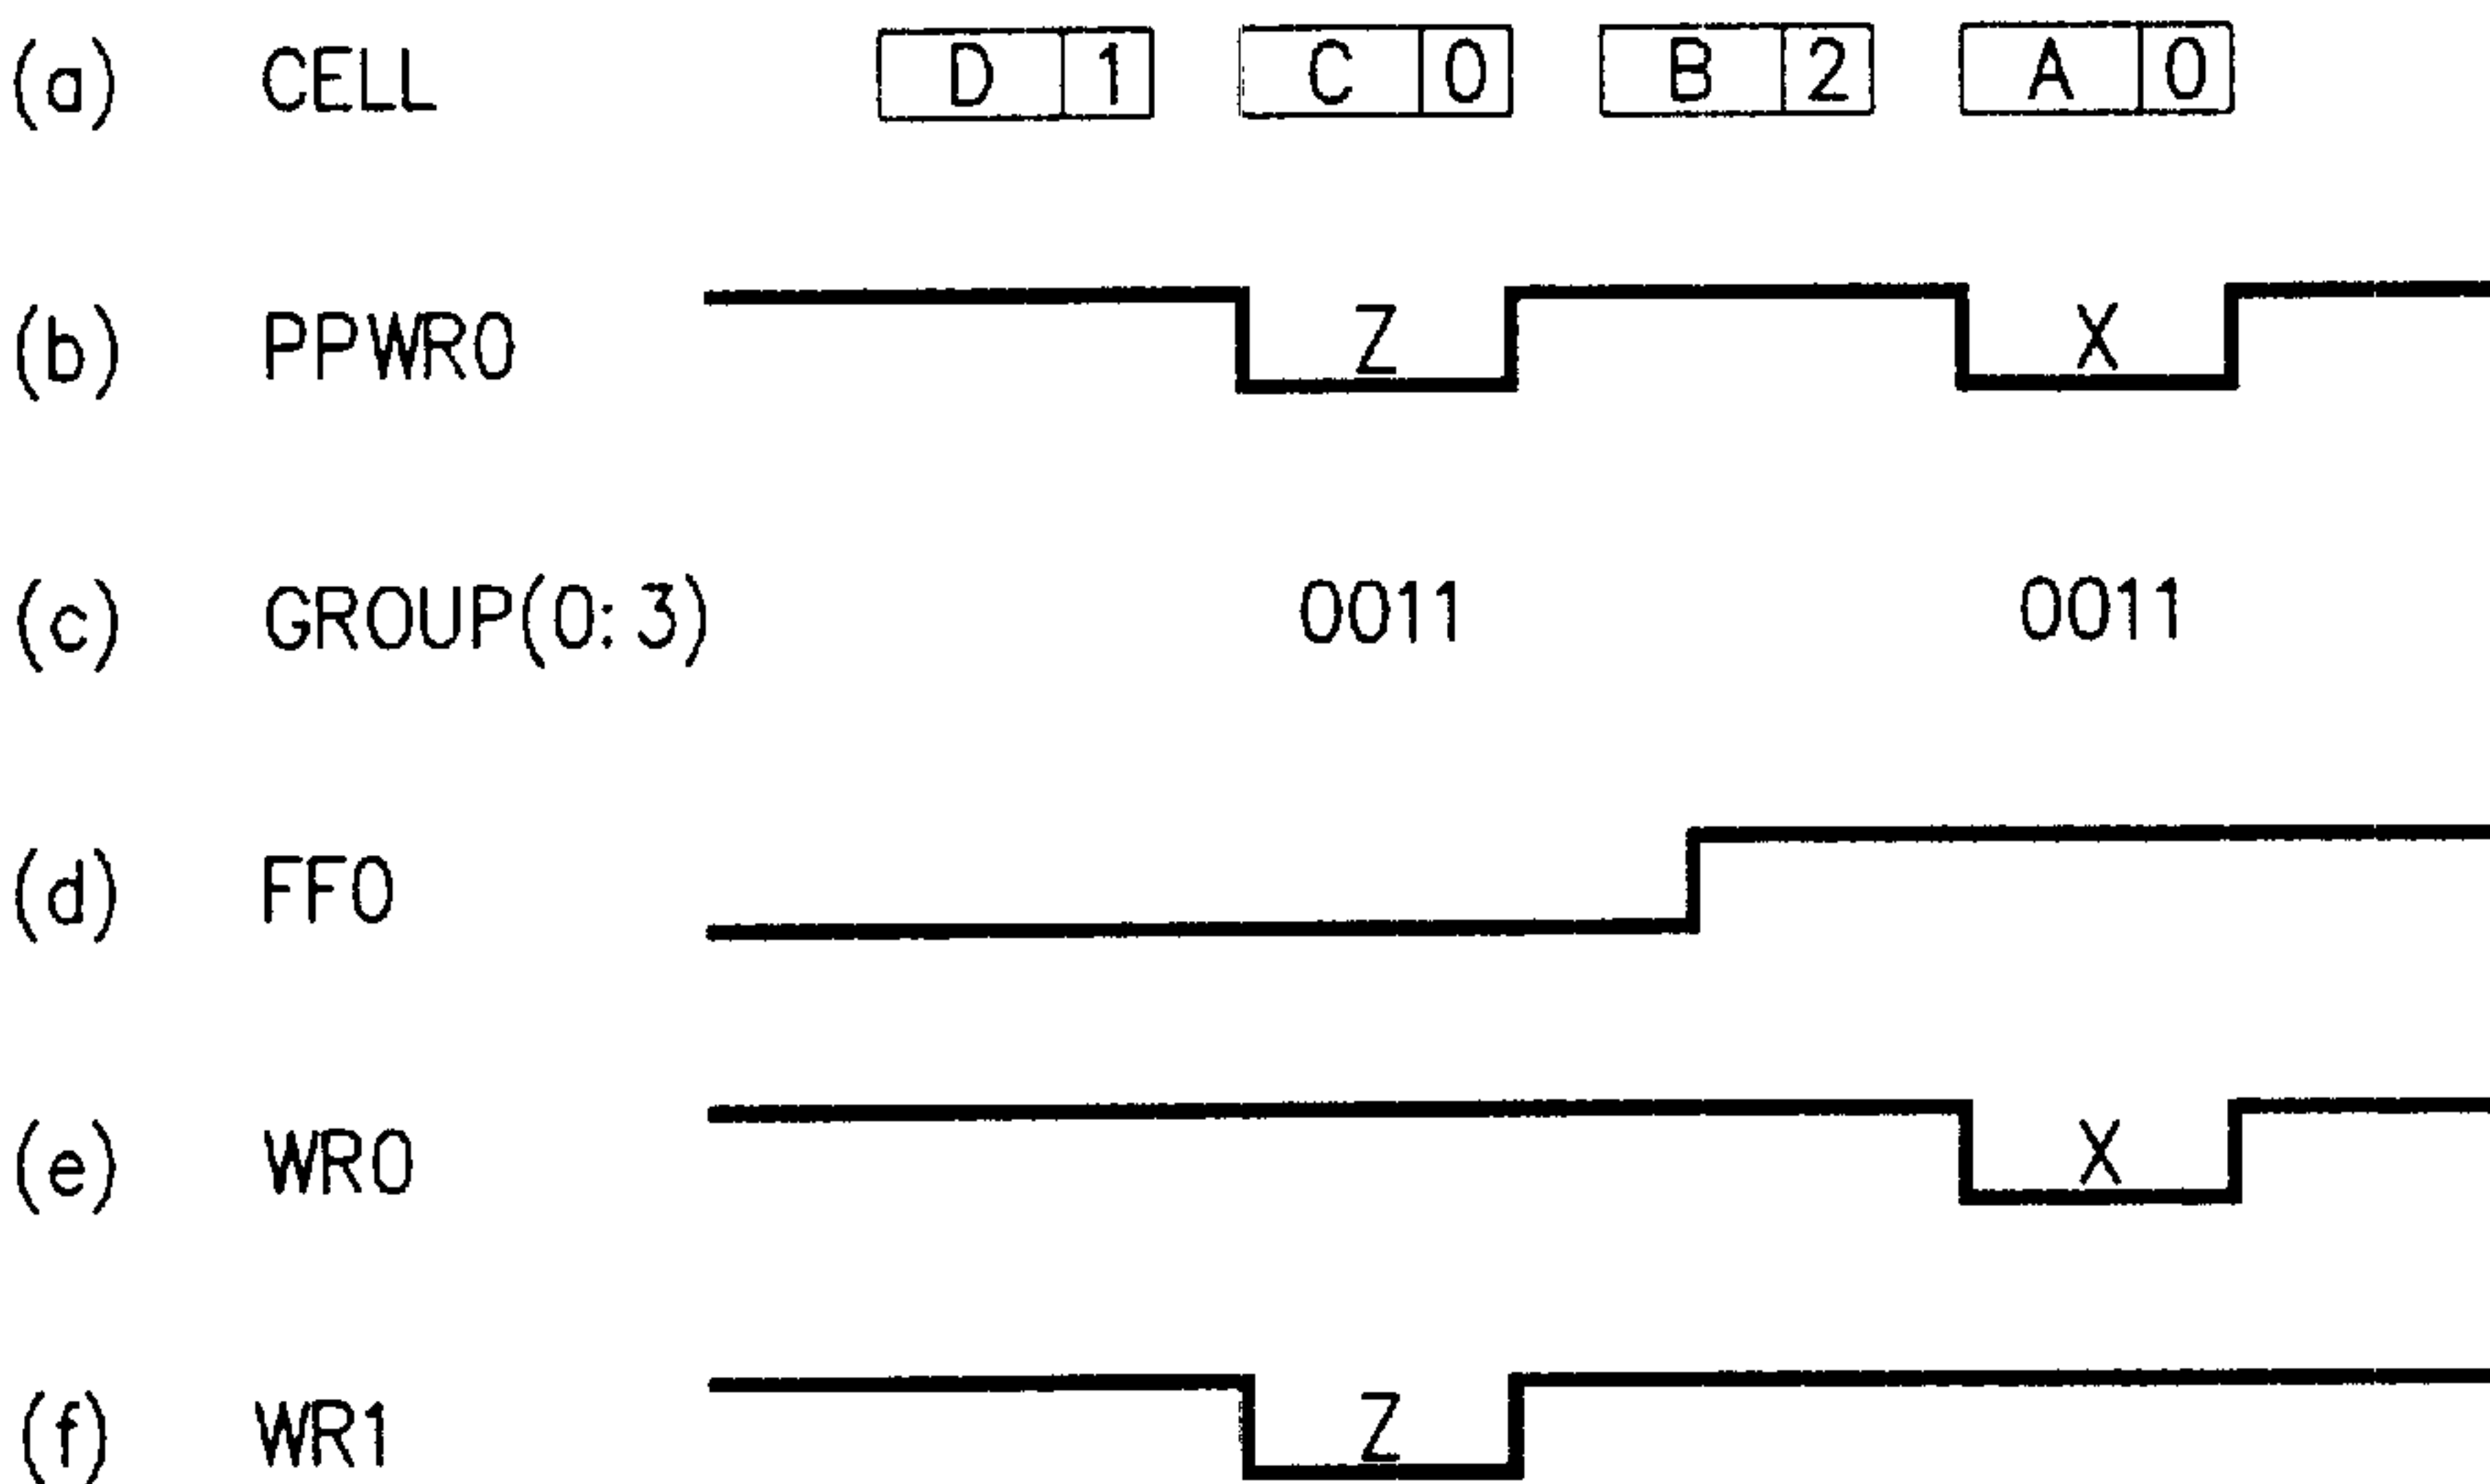 (a) CELL D 1 C 0 B 2 A 0
(b) PPWR0 Z X
(c) GROUP(0:3) 0011 0011
(d) FF0
(e) WR0 X
(f) WR1 Z